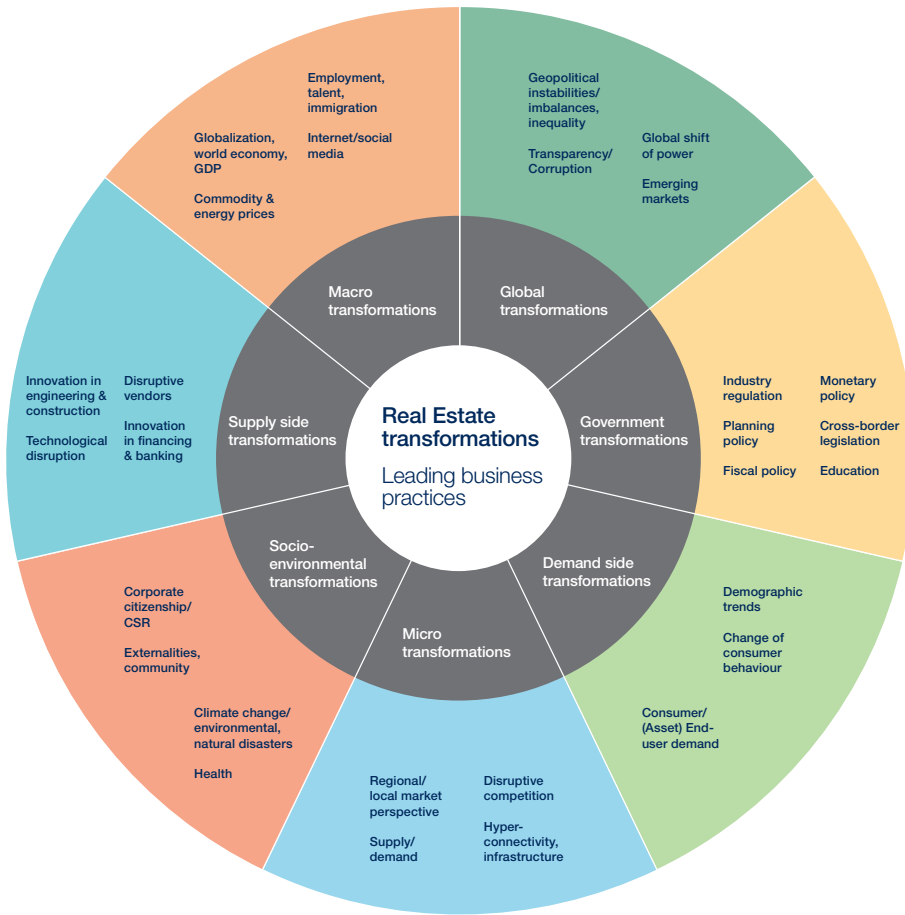 Real Estate
transformations
Leading business
practices
Macro
transformations
Employment,
talent,
immigration
Internet/social
media
Globalization,
world economy,
GDP
Commodity &
energy prices
Global
transformations
Geopolitical
instabilities/
imbalances,
inequality
Transparency/
Corruption
Global shift
of power
Emerging
markets
Government
transformations
Industry
regulation
Planning
policy
Fiscal policy
Monetary
policy
Cross-border
legislation
Education
Demand side
transformations
Demographic
trends
Change of
consumer
behaviour
Consumer/
(Asset) End-
user demand
Micro
transformations
Regional/
local market
perspective
Supply/
demand
Disruptive
competition
Hyper-
connectivity,
infrastructure
Socio-
environmental
transformations
Corporate
citizenship/
CSR
Externalities,
community
Climate change/
environmental,
natural disasters
Health
Supply side
transformations
Innovation in
engineering &
construction
Technological
disruption
Disruptive
vendors
Innovation
in financing
& banking